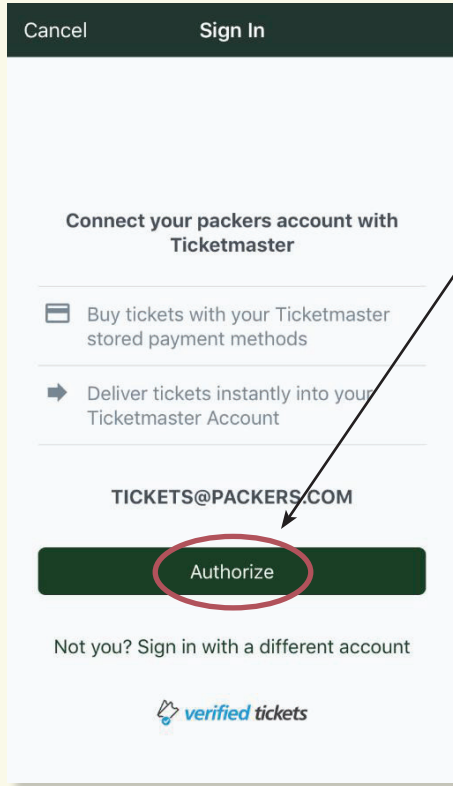 Cancel Sign In
Connect your packers account with
Ticketmaster
Buy tickets with your Ticketmaster
stored payment methods
Deliver tickets instantly into your
Ticketmaster Account
TICKETS@PACKERS.COM
Authorize
Not you? Sign in with a different account
verified tickets